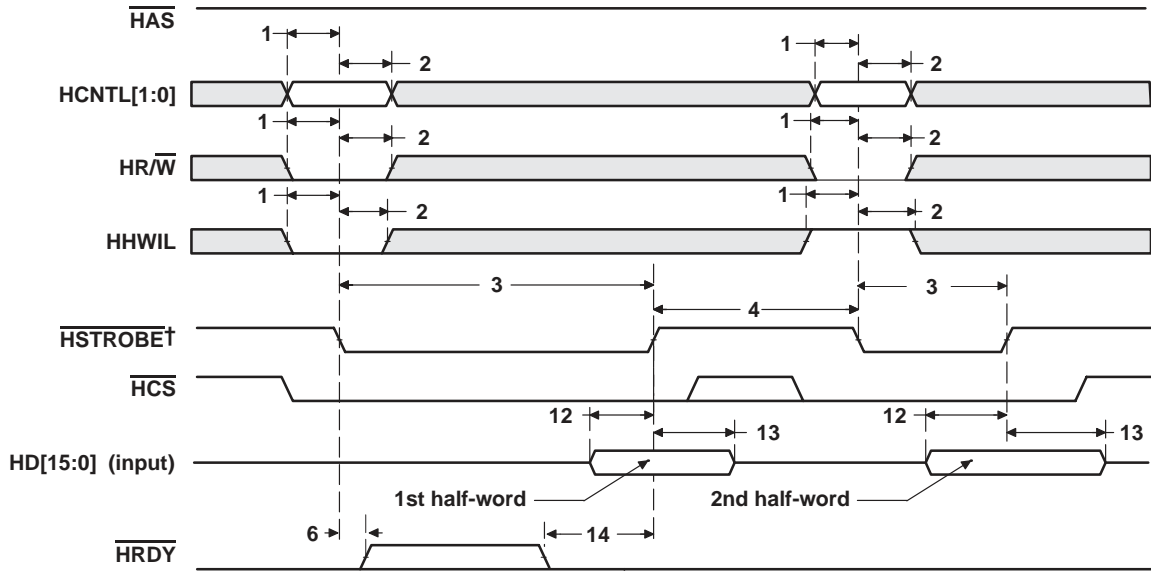 HAS
1
1
2
2
HCNTL[1:0]
1
2
1
2
HR/W
1
2
1
2
HHWIL
3
3
4
HSTROBE†
HCS
12
13
12
13
HD[15:0] (input)
1st half-word
2nd half-word
6
14
HRDY